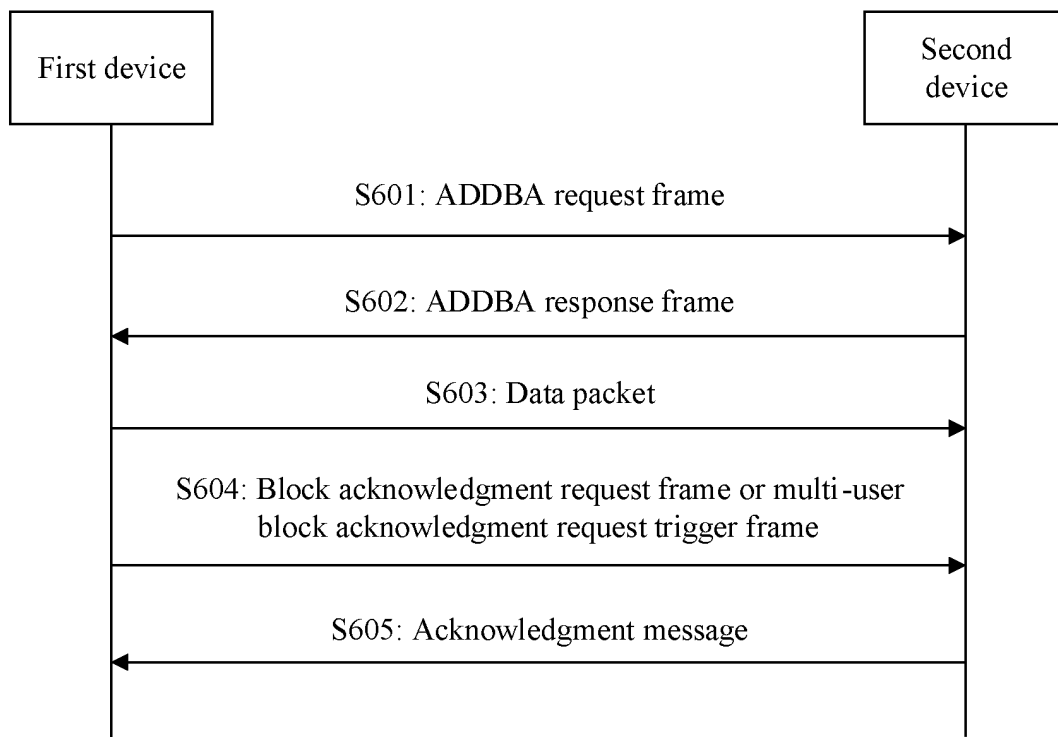 First device
Second
device
S601: ADDBA request frame
S602: ADDBA response frame
S603: Data packet
S604: Block acknowledgment request frame or multi-user
block acknowledgment request trigger frame
S605: Acknowledgment message